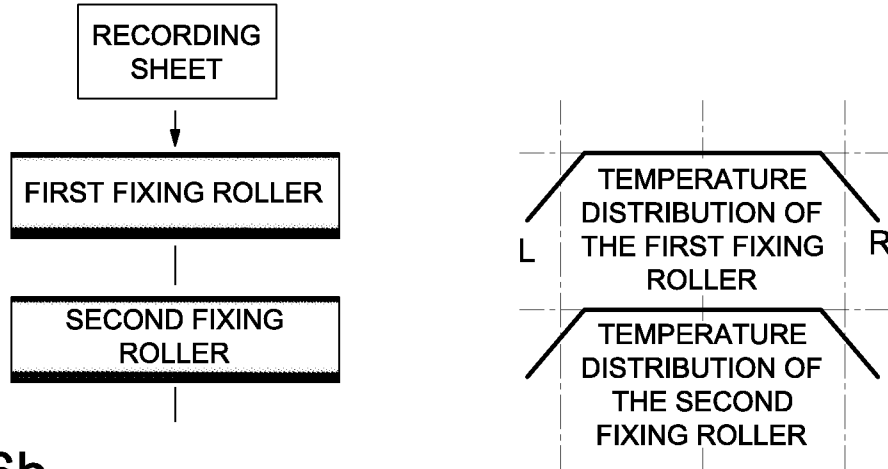 RECORDING
SHEET
FIRST FIXING ROLLER
SECOND FIXING
ROLLER
TEMPERATURE
DISTRIBUTION OF
THE FIRST FIXING
ROLLER
L
R
TEMPERATURE
DISTRIBUTION OF
THE SECOND
FIXING ROLLER